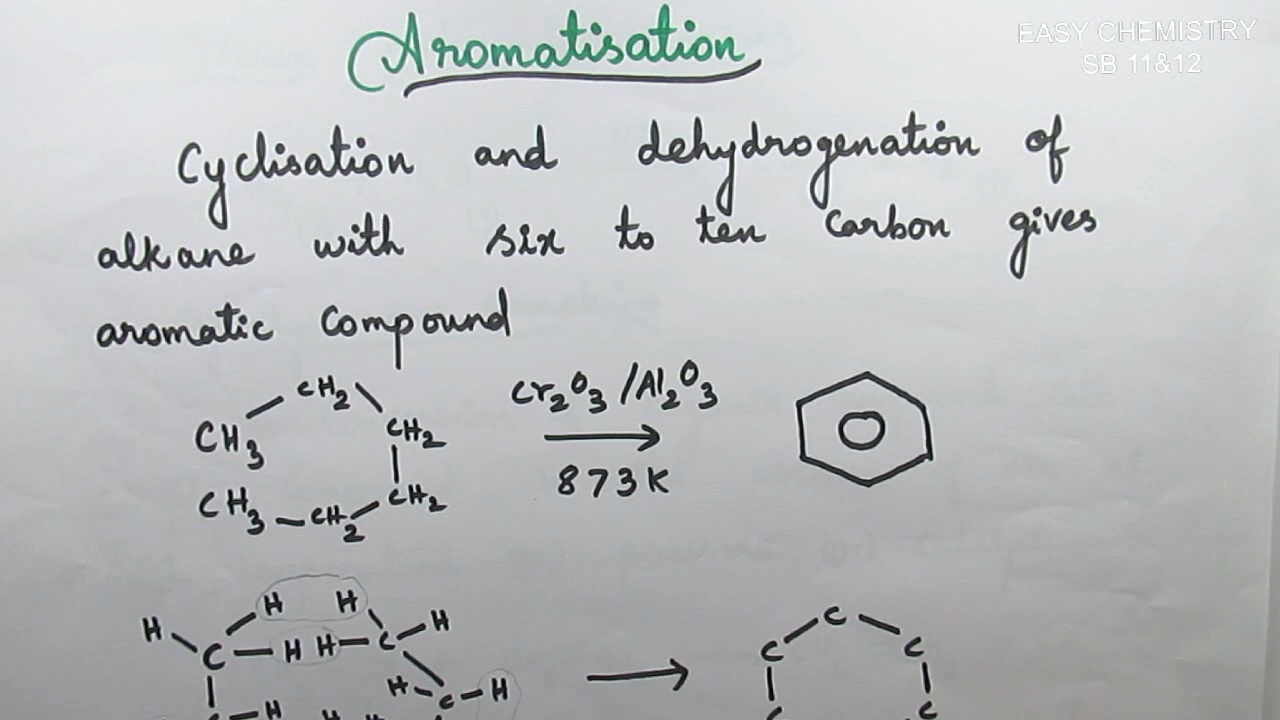 Aromatisation
EASY CHEMISTRY
SB 11&12
Cyclisation and dehydrogenation of
alkane with six to ten carbon gives
aromatic compound
CH₂
CH₃ CH₂
CH₃ CH₂ CH₂
Cr₂O₃/Al₂O₃
873K
H H H
H C H H C H
H C H
C H H H
C
C C
C C